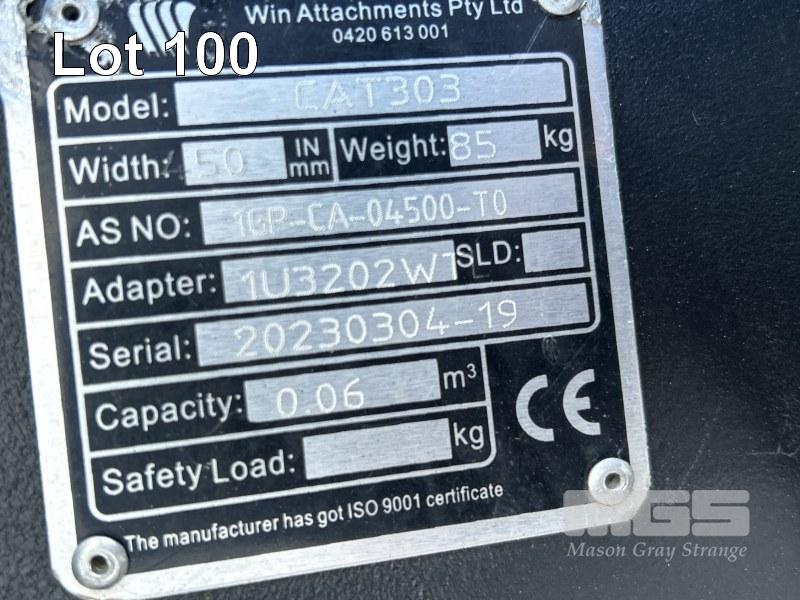 Win Attachments Pty Ltd
0420 613 001
Lot 100
Model: CAT303
Width: 450 IN mm Weight: 85 kg
AS NO: 1GP-CA-04500-T0
Adapter: 1U3202WTL SLD:
Serial: 20230304-19
Capacity: 0.06 m³
Safety Load: kg
CE
The manufacturer has got ISO 9001 certificate
MGS
Mason Gray Strange